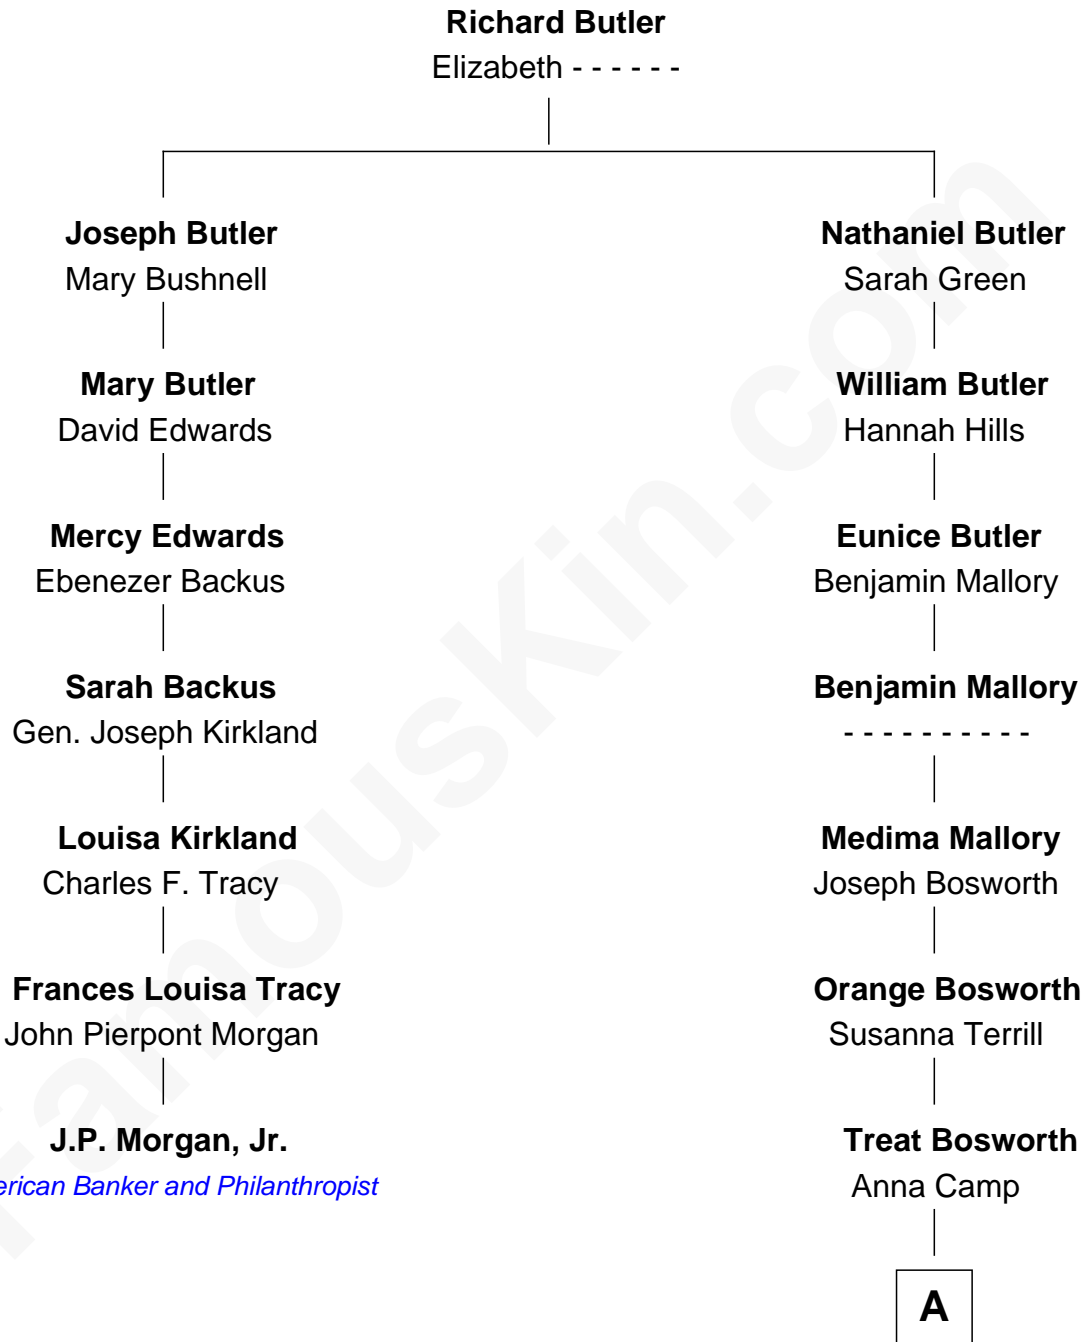 Richard Butler
Elizabeth - - - - - -
Joseph Butler
Mary Bushnell
Nathaniel Butler
Sarah Green
Mary Butler
David Edwards
William Butler
Hannah Hills
Mercy Edwards
Ebenezer Backus
Eunice Butler
Benjamin Mallory
Sarah Backus
Gen. Joseph Kirkland
Benjamin Mallory
- - - - - - - - - -
Louisa Kirkland
Charles F. Tracy
Medima Mallory
Joseph Bosworth
Frances Louisa Tracy
John Pierpont Morgan
Orange Bosworth
Susanna Terrill
J.P. Morgan, Jr.
erican Banker and Philanthropist
Treat Bosworth
Anna Camp
A
FamousKin.com